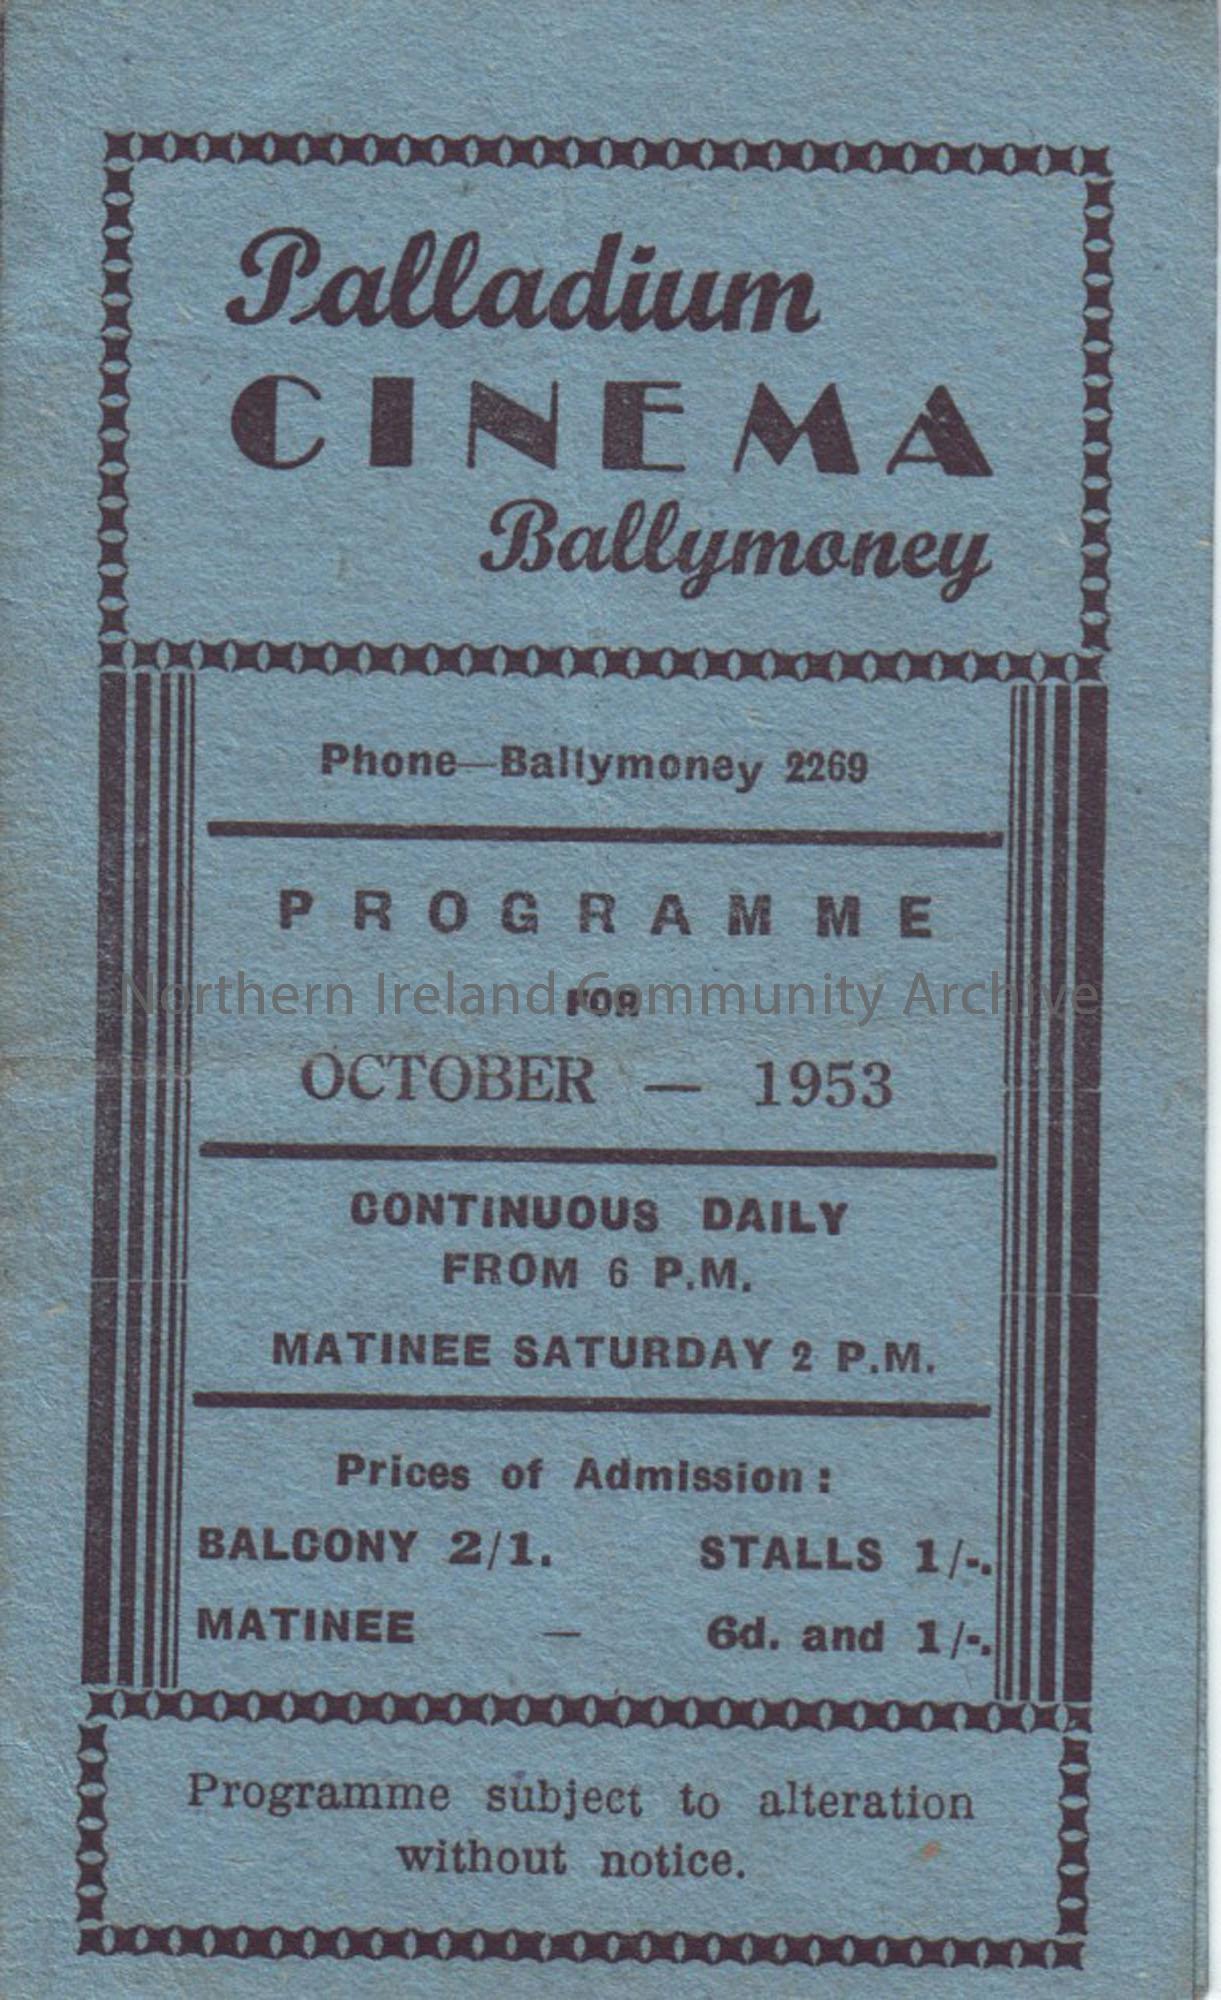 Palladium
CINEMA
Ballymoney
Phone—Ballymoney 2269
PROGRAMME
Northern Ireland Community Archive
FOR
OCTOBER — 1953
CONTINUOUS DAILY
FROM 6 P.M.
MATINEE SATURDAY 2 P.M.
Prices of Admission :
BALCONY 2/1. STALLS 1/-.
MATINEE — 6d. and 1/-.
Programme subject to alteration
without notice.